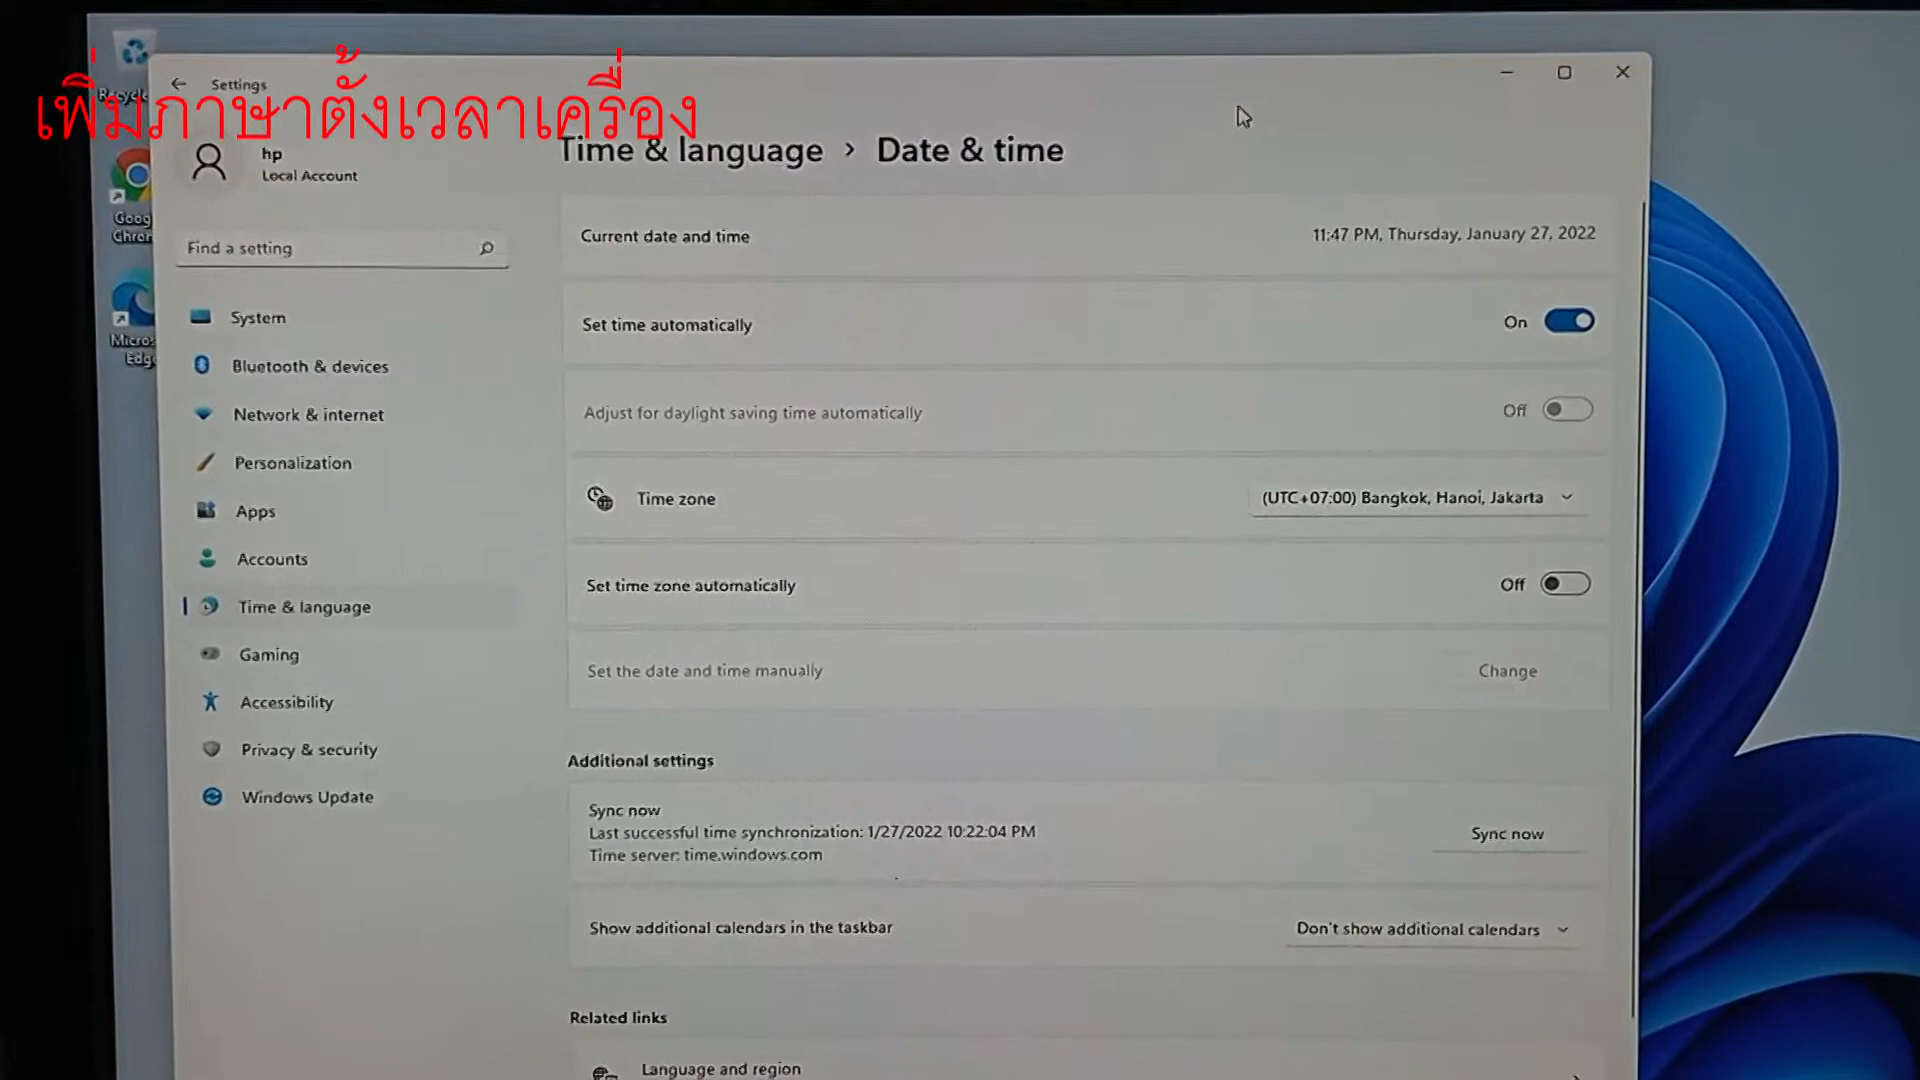 เพิ่มภาษาตั้งเวลาเครื่อง
Settings
hp
Local Account
Find a setting
System
Bluetooth & devices
Network & internet
Personalization
Apps
Accounts
Time & language
Gaming
Accessibility
Privacy & security
Windows Update
Time & language › Date & time
Current date and time 11:47 PM, Thursday, January 27, 2022
Set time automatically On
Adjust for daylight saving time automatically Off
Time zone (UTC+07:00) Bangkok, Hanoi, Jakarta
Set time zone automatically Off
Set the date and time manually Change
Additional settings
Sync now
Last successful time synchronization: 1/27/2022 10:22:04 PM
Time server: time.windows.com
Sync now
Show additional calendars in the taskbar Don't show additional calendars
Related links
Language and region